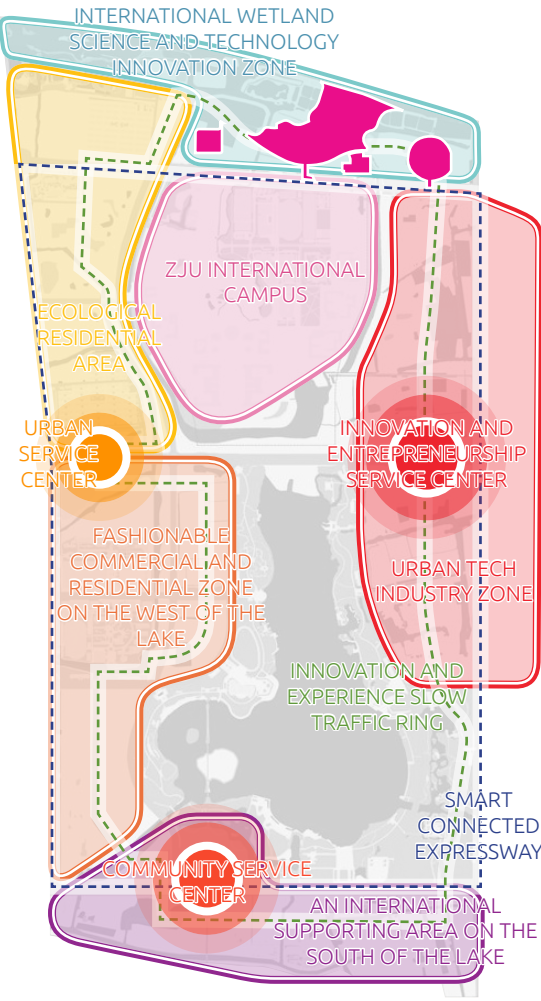 INTERNATIONAL WETLAND
SCIENCE AND TECHNOLOGY
INNOVATION ZONE
ZJU INTERNATIONAL
CAMPUS
ECOLOGICAL
RESIDENTIAL
AREA
URBAN
SERVICE
CENTER
INNOVATION AND
ENTREPRENEURSHIP
SERVICE CENTER
FASHIONABLE
COMMERCIAL AND
RESIDENTIAL ZONE
ON THE WEST OF THE
LAKE
URBAN TECH
INDUSTRY ZONE
INNOVATION AND
EXPERIENCE SLOW
TRAFFIC RING
SMART
CONNECTED
EXPRESSWAY
COMMUNITY SERVICE
CENTER
AN INTERNATIONAL
SUPPORTING AREA ON THE
SOUTH OF THE LAKE